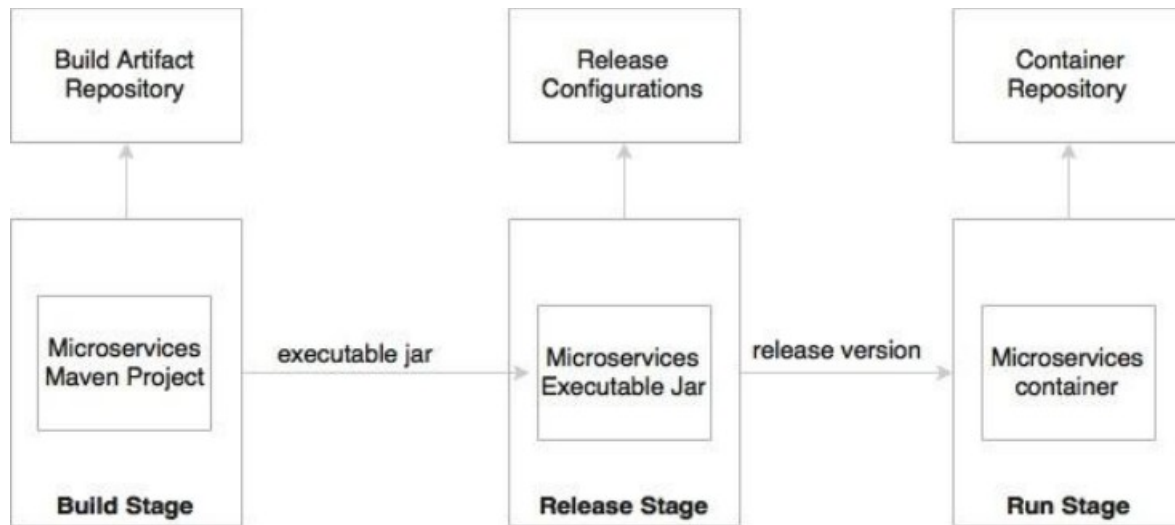 Build Artifact
Repository
Release
Configurations
Container
Repository
Microservices
Maven Project
executable jar
Microservices
Executable Jar
release version
Microservices
container
Build Stage
Release Stage
Run Stage